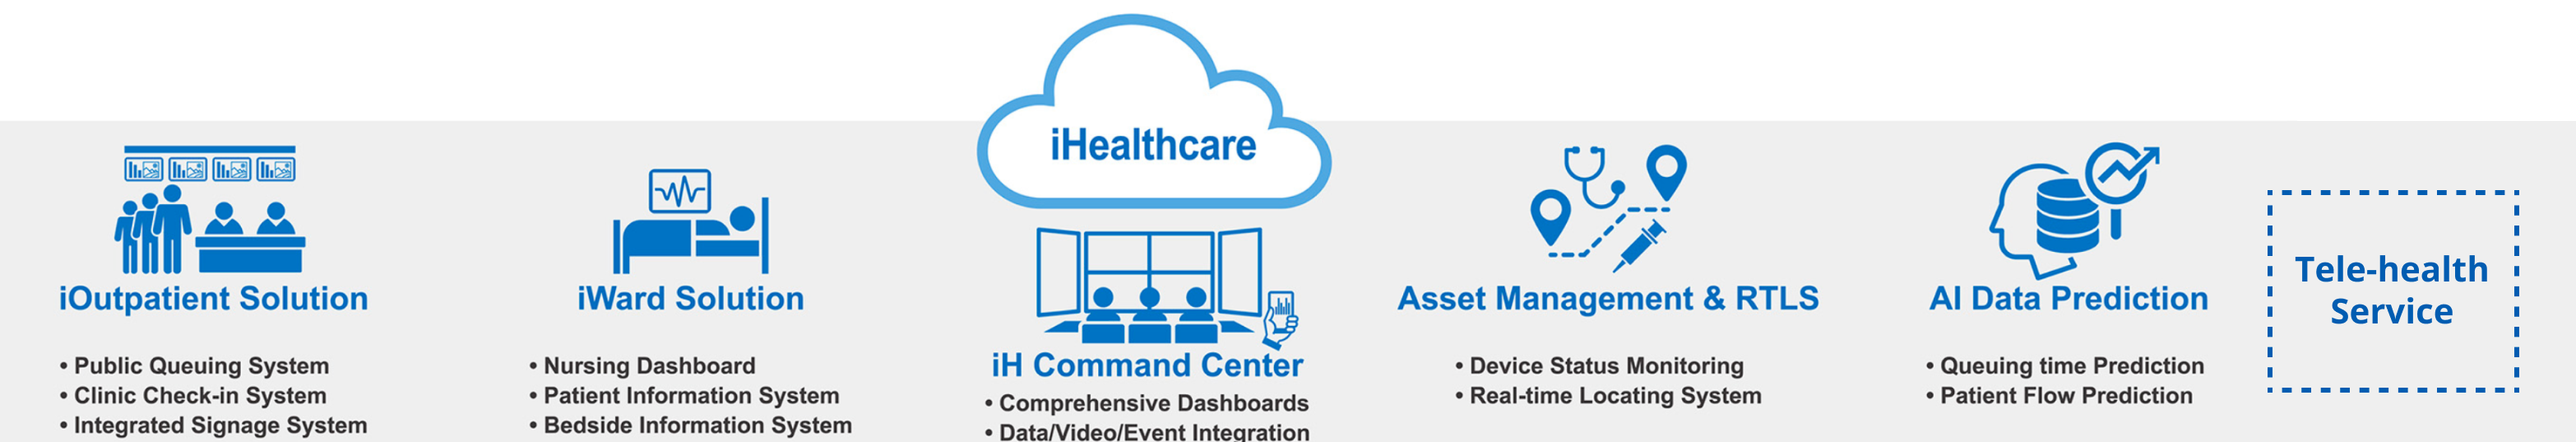 iHealthcare
iOutpatient Solution
• Public Queuing System
• Clinic Check-in System
• Integrated Signage System
iWard Solution
• Nursing Dashboard
• Patient Information System
• Bedside Information System
iH Command Center
• Comprehensive Dashboards
• Data/Video/Event Integration
Asset Management & RTLS
• Device Status Monitoring
• Real-time Locating System
AI Data Prediction
• Queuing time Prediction
• Patient Flow Prediction
Tele-health
Service